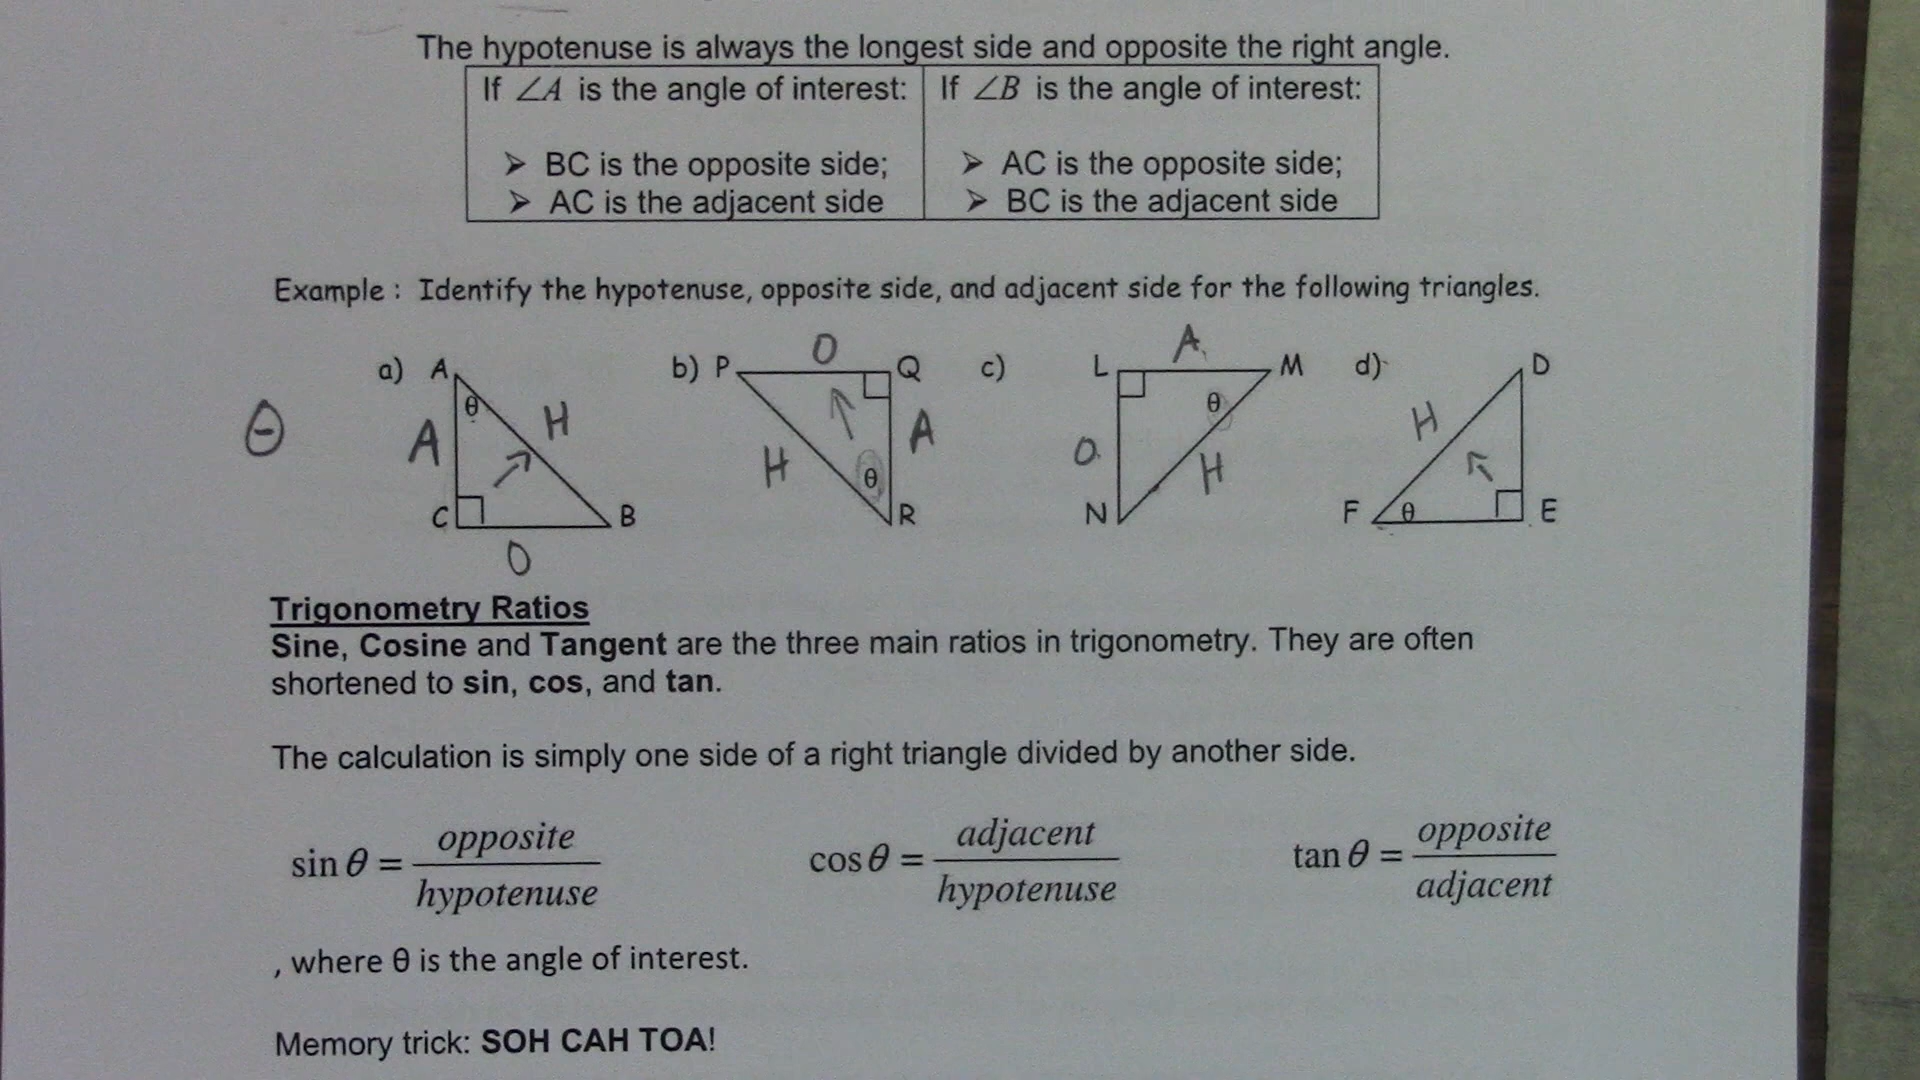 The hypotenuse is always the longest side and opposite the right angle.
If ∠A is the angle of interest:
➢ BC is the opposite side;
➢ AC is the adjacent side
If ∠B is the angle of interest:
➢ AC is the opposite side;
➢ BC is the adjacent side
Example : Identify the hypotenuse, opposite side, and adjacent side for the following triangles.
θ
a) A θ A H C B O
b) P O Q A H θ R
c) L A M θ O H N
d) D H F θ E
Trigonometry Ratios
Sine, Cosine and Tangent are the three main ratios in trigonometry. They are often
shortened to sin, cos, and tan.
The calculation is simply one side of a right triangle divided by another side.
sin θ = opposite / hypotenuse cos θ = adjacent / hypotenuse tan θ = opposite / adjacent
, where θ is the angle of interest.
Memory trick: SOH CAH TOA!